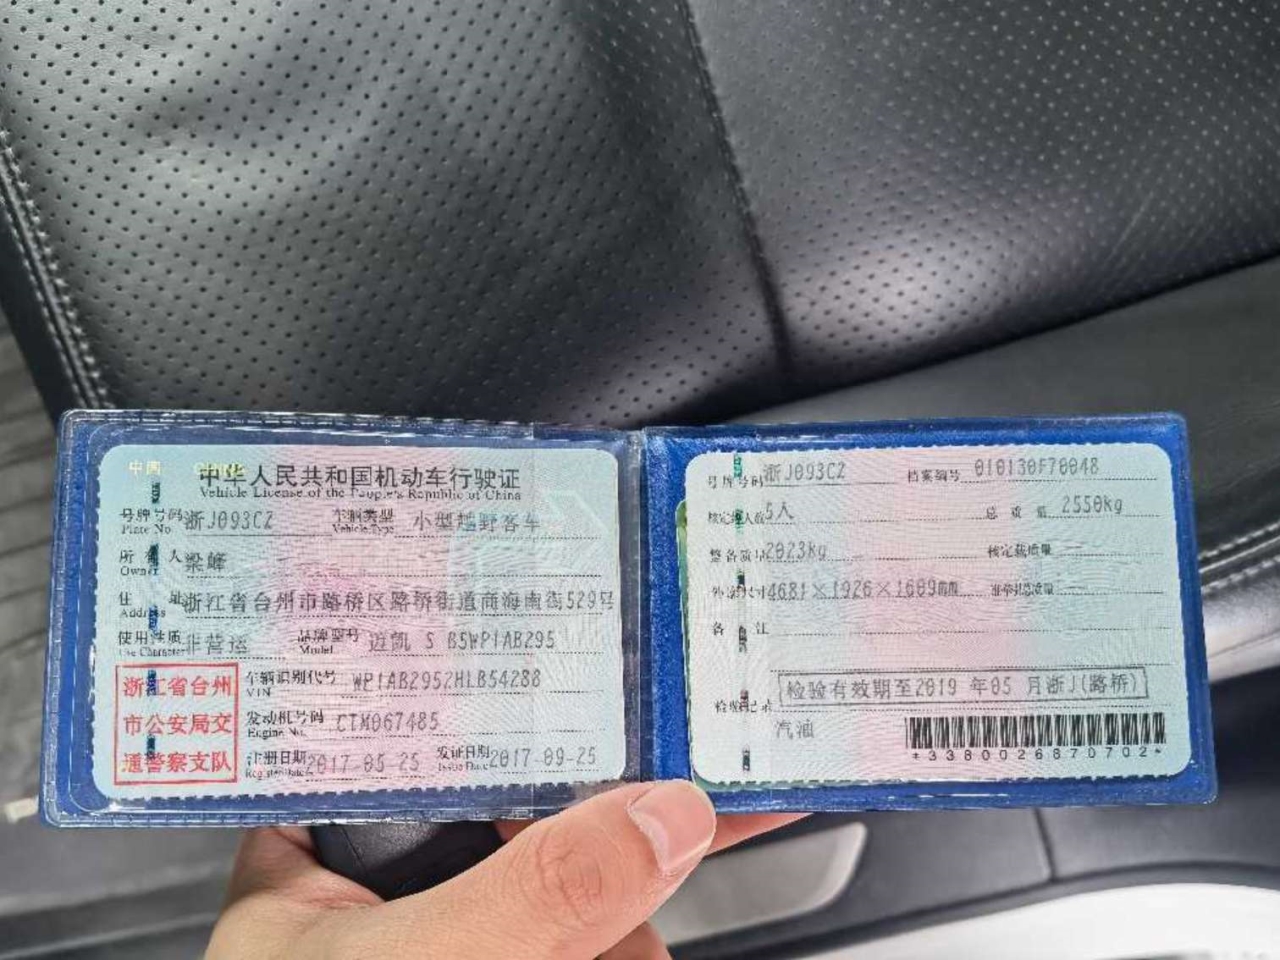 中国
中华人民共和国机动车行驶证
Vehicle License of the People's Republic of China
号牌号码 浙J093CZ 车辆类型 小型越野客车
Plate No. Vehicle Type
所有人 梁峰
Owner
住址 浙江省台州市路桥区路桥街道商海南街529号
Address
使用性质 非营运 品牌型号 迈凯 S B5WP1AB295
Use Character Model
浙江省台州
市公安局交
通警察支队
车辆识别代号 WP1AB2952HLB54288
VIN
发动机号码 CTM067485
Engine No.
注册日期 2017-05-25 发证日期 2017-09-25
Register Date Issue Date
号牌号码 浙J093CZ 档案编号 010130F70048
核定载人数 5人 总质量 2550kg
整备质量 2023kg 核定载质量 --
外廓尺寸 4681×1926×1609mm 准牵引总质量 --
备注
检验有效期至2019 年05 月浙J(路桥)
检验记录
汽油
*3380026870702*